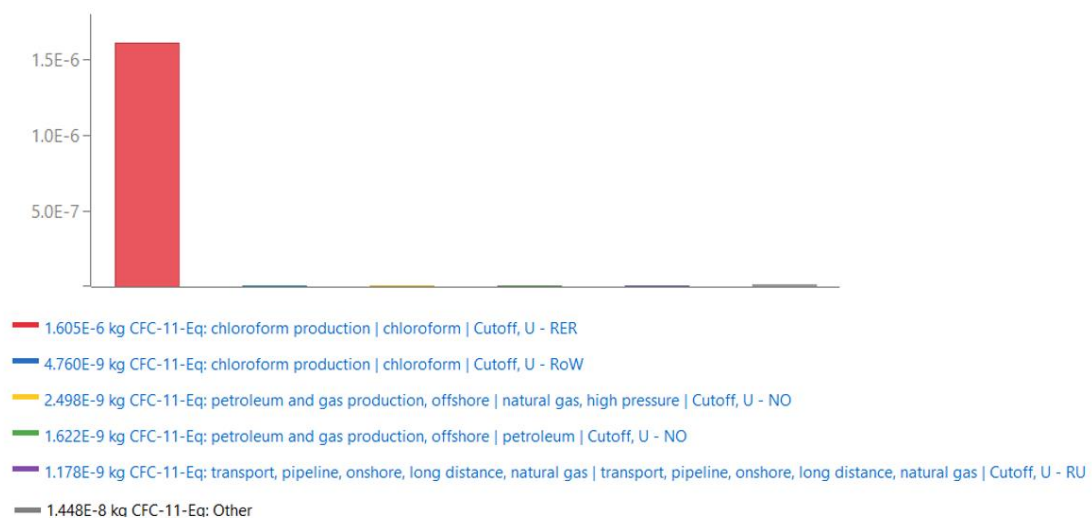 1.5E-6
1.0E-6
5.0E-7
1.605E-6 kg CFC-11-Eq: chloroform production | chloroform | Cutoff, U - RER
4.760E-9 kg CFC-11-Eq: chloroform production | chloroform | Cutoff, U - RoW
2.498E-9 kg CFC-11-Eq: petroleum and gas production, offshore | natural gas, high pressure | Cutoff, U - NO
1.622E-9 kg CFC-11-Eq: petroleum and gas production, offshore | petroleum | Cutoff, U - NO
1.178E-9 kg CFC-11-Eq: transport, pipeline, onshore, long distance, natural gas | transport, pipeline, onshore, long distance, natural gas | Cutoff, U - RU
1.448E-8 kg CFC-11-Eq: Other